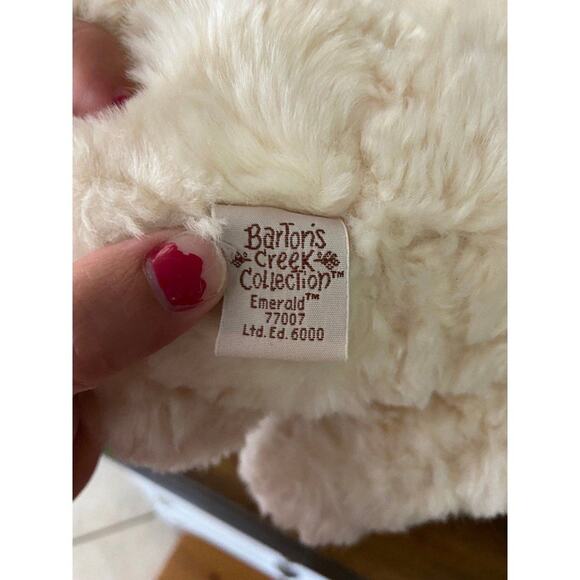 Barton's
Creek
Collection™
Emerald™
77007
Ltd. Ed. 6000